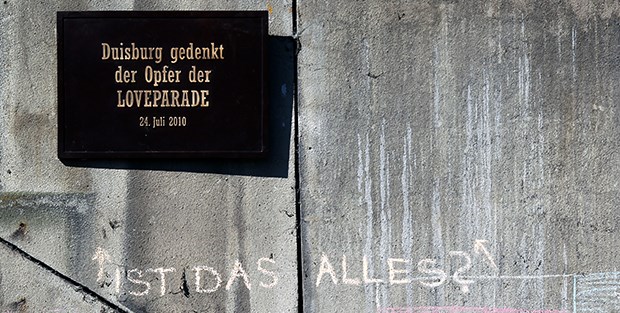 Duisburg gedenkt
der Opfer der
LOVEPARADE
24. Juli 2010
↑IST DAS ALLES?↑